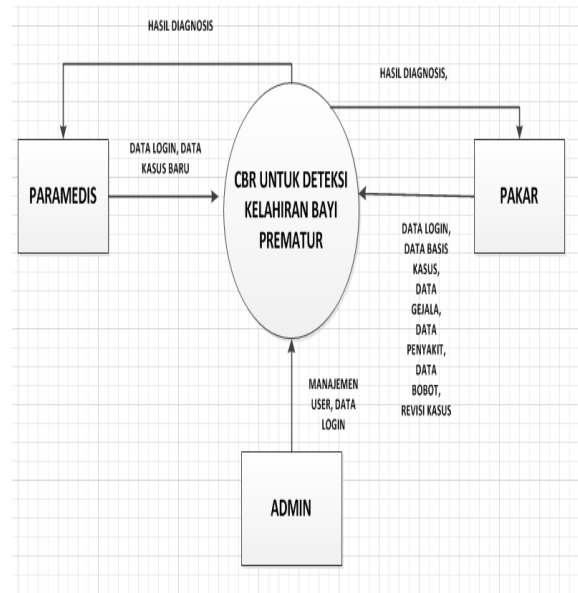 HASIL DIAGNOSIS
HASIL DIAGNOSIS,
DATA LOGIN, DATA
KASUS BARU
PARAMEDIS
CBR UNTUK DETEKSI
KELAHIRAN BAYI
PREMATUR
PAKAR
DATA LOGIN,
DATA BASIS
KASUS,
DATA
GEJALA,
DATA
PENYAKIT,
DATA
BOBOT,
REVISI KASUS
MANAJEMEN
USER, DATA
LOGIN
ADMIN